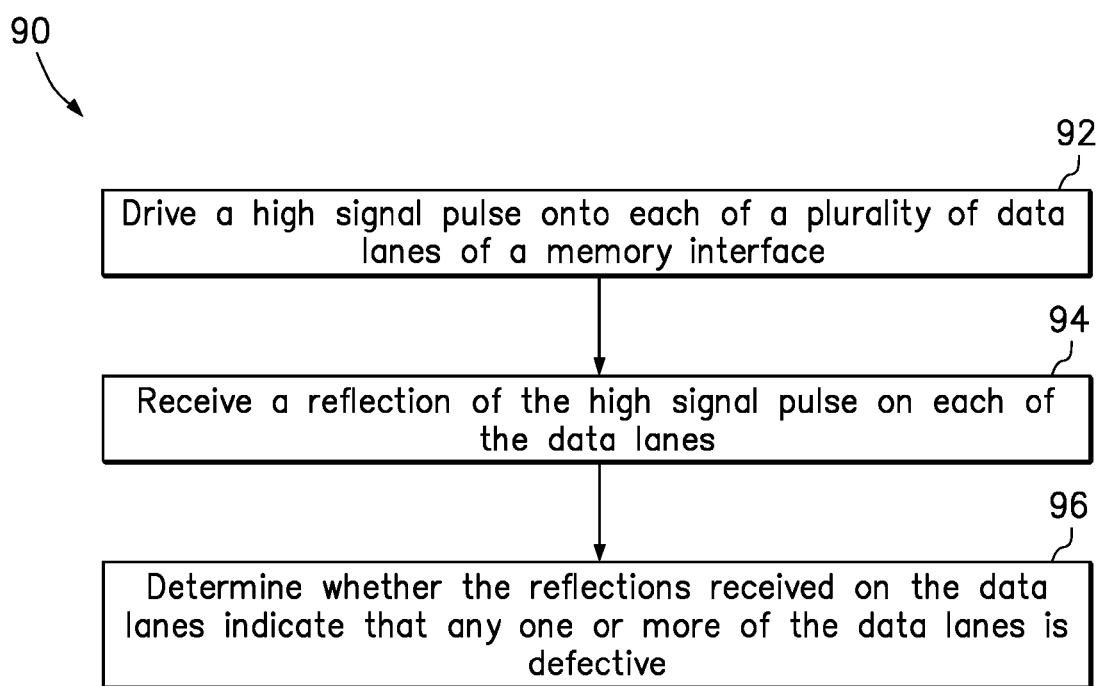 90
92
Drive a high signal pulse onto each of a plurality of data
lanes of a memory interface
94
Receive a reflection of the high signal pulse on each of
the data lanes
96
Determine whether the reflections received on the data
lanes indicate that any one or more of the data lanes is
defective